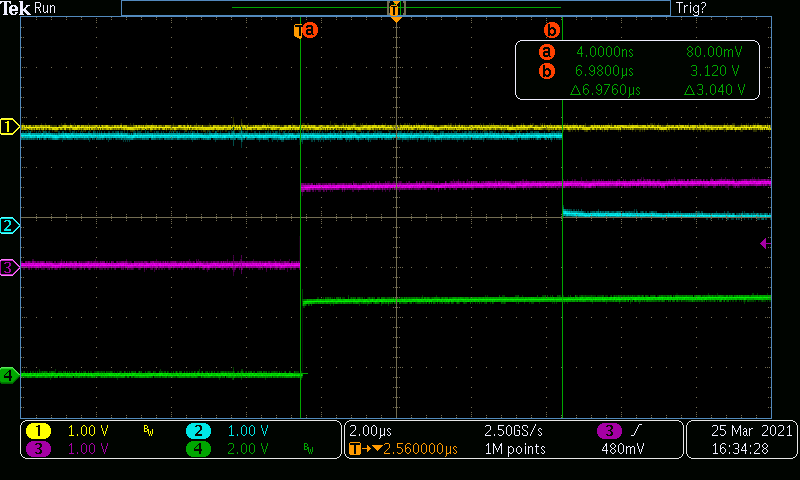 Tek Run Trig?
T
T a b
a 4.0000ns 80.00mV
b 6.9800µs 3.120 V
△6.9760µs △3.040 V
1
2
3
4
1 1.00 V BW 2 1.00 V
3 1.00 V 4 2.00 V BW
2.00µs 2.50GS/s 3
T→▼2.560000µs 1M points 480mV
25 Mar 2021
16:34:28